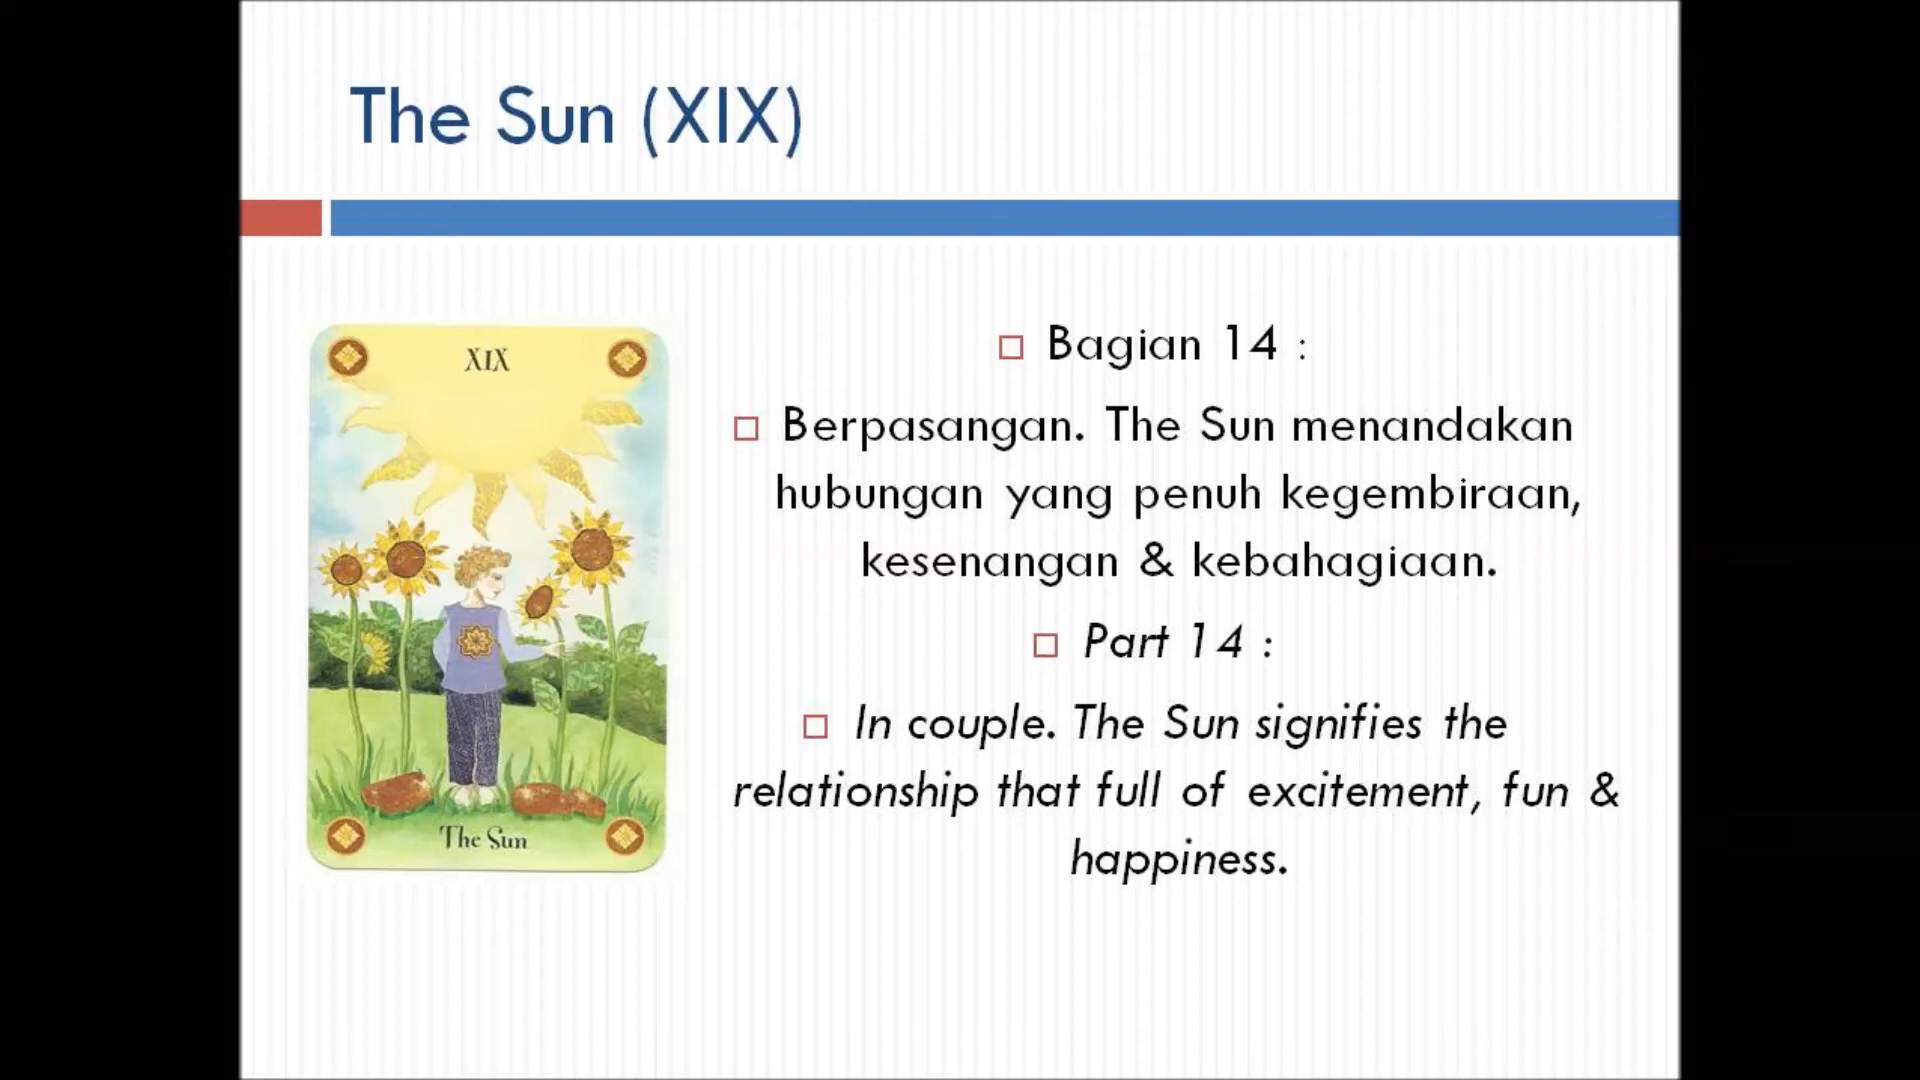 The Sun (XIX)
XIX
The Sun
Bagian 14 :
Berpasangan. The Sun menandakan
hubungan yang penuh kegembiraan,
kesenangan & kebahagiaan.
Part 14 :
In couple. The Sun signifies the
relationship that full of excitement, fun &
happiness.